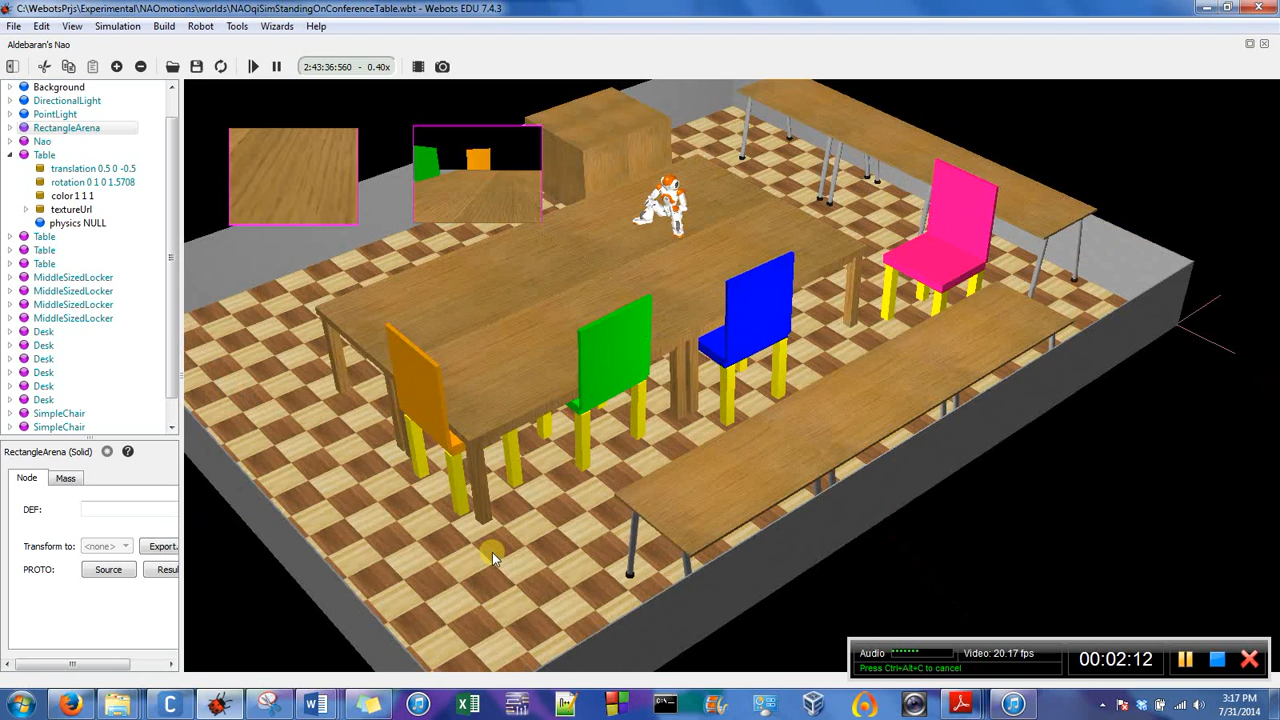 C:\WebotsPrjs\Experimental\NAOmotions\worlds\NAOqiSimStandingOnConferenceTable.wbt - Webots EDU 7.4.3
File Edit View Simulation Build Robot Tools Wizards Help
Aldebaran's Nao
2:43:36:560 - 0.40x
Background
DirectionalLight
PointLight
RectangleArena
Nao
Table
translation 0.5 0 -0.5
rotation 0 1 0 1.5708
color 1 1 1
textureUrl
physics NULL
Table
Table
Table
MiddleSizedLocker
MiddleSizedLocker
MiddleSizedLocker
MiddleSizedLocker
Desk
Desk
Desk
Desk
Desk
Desk
SimpleChair
SimpleChair
RectangleArena (Solid)
Node Mass
DEF:
Transform to: <none> Export.
PROTO: Source Resu
Audio Video: 20.17 fps
Press Ctrl+Alt+C to cancel
00:02:12
3:17 PM
7/31/2014